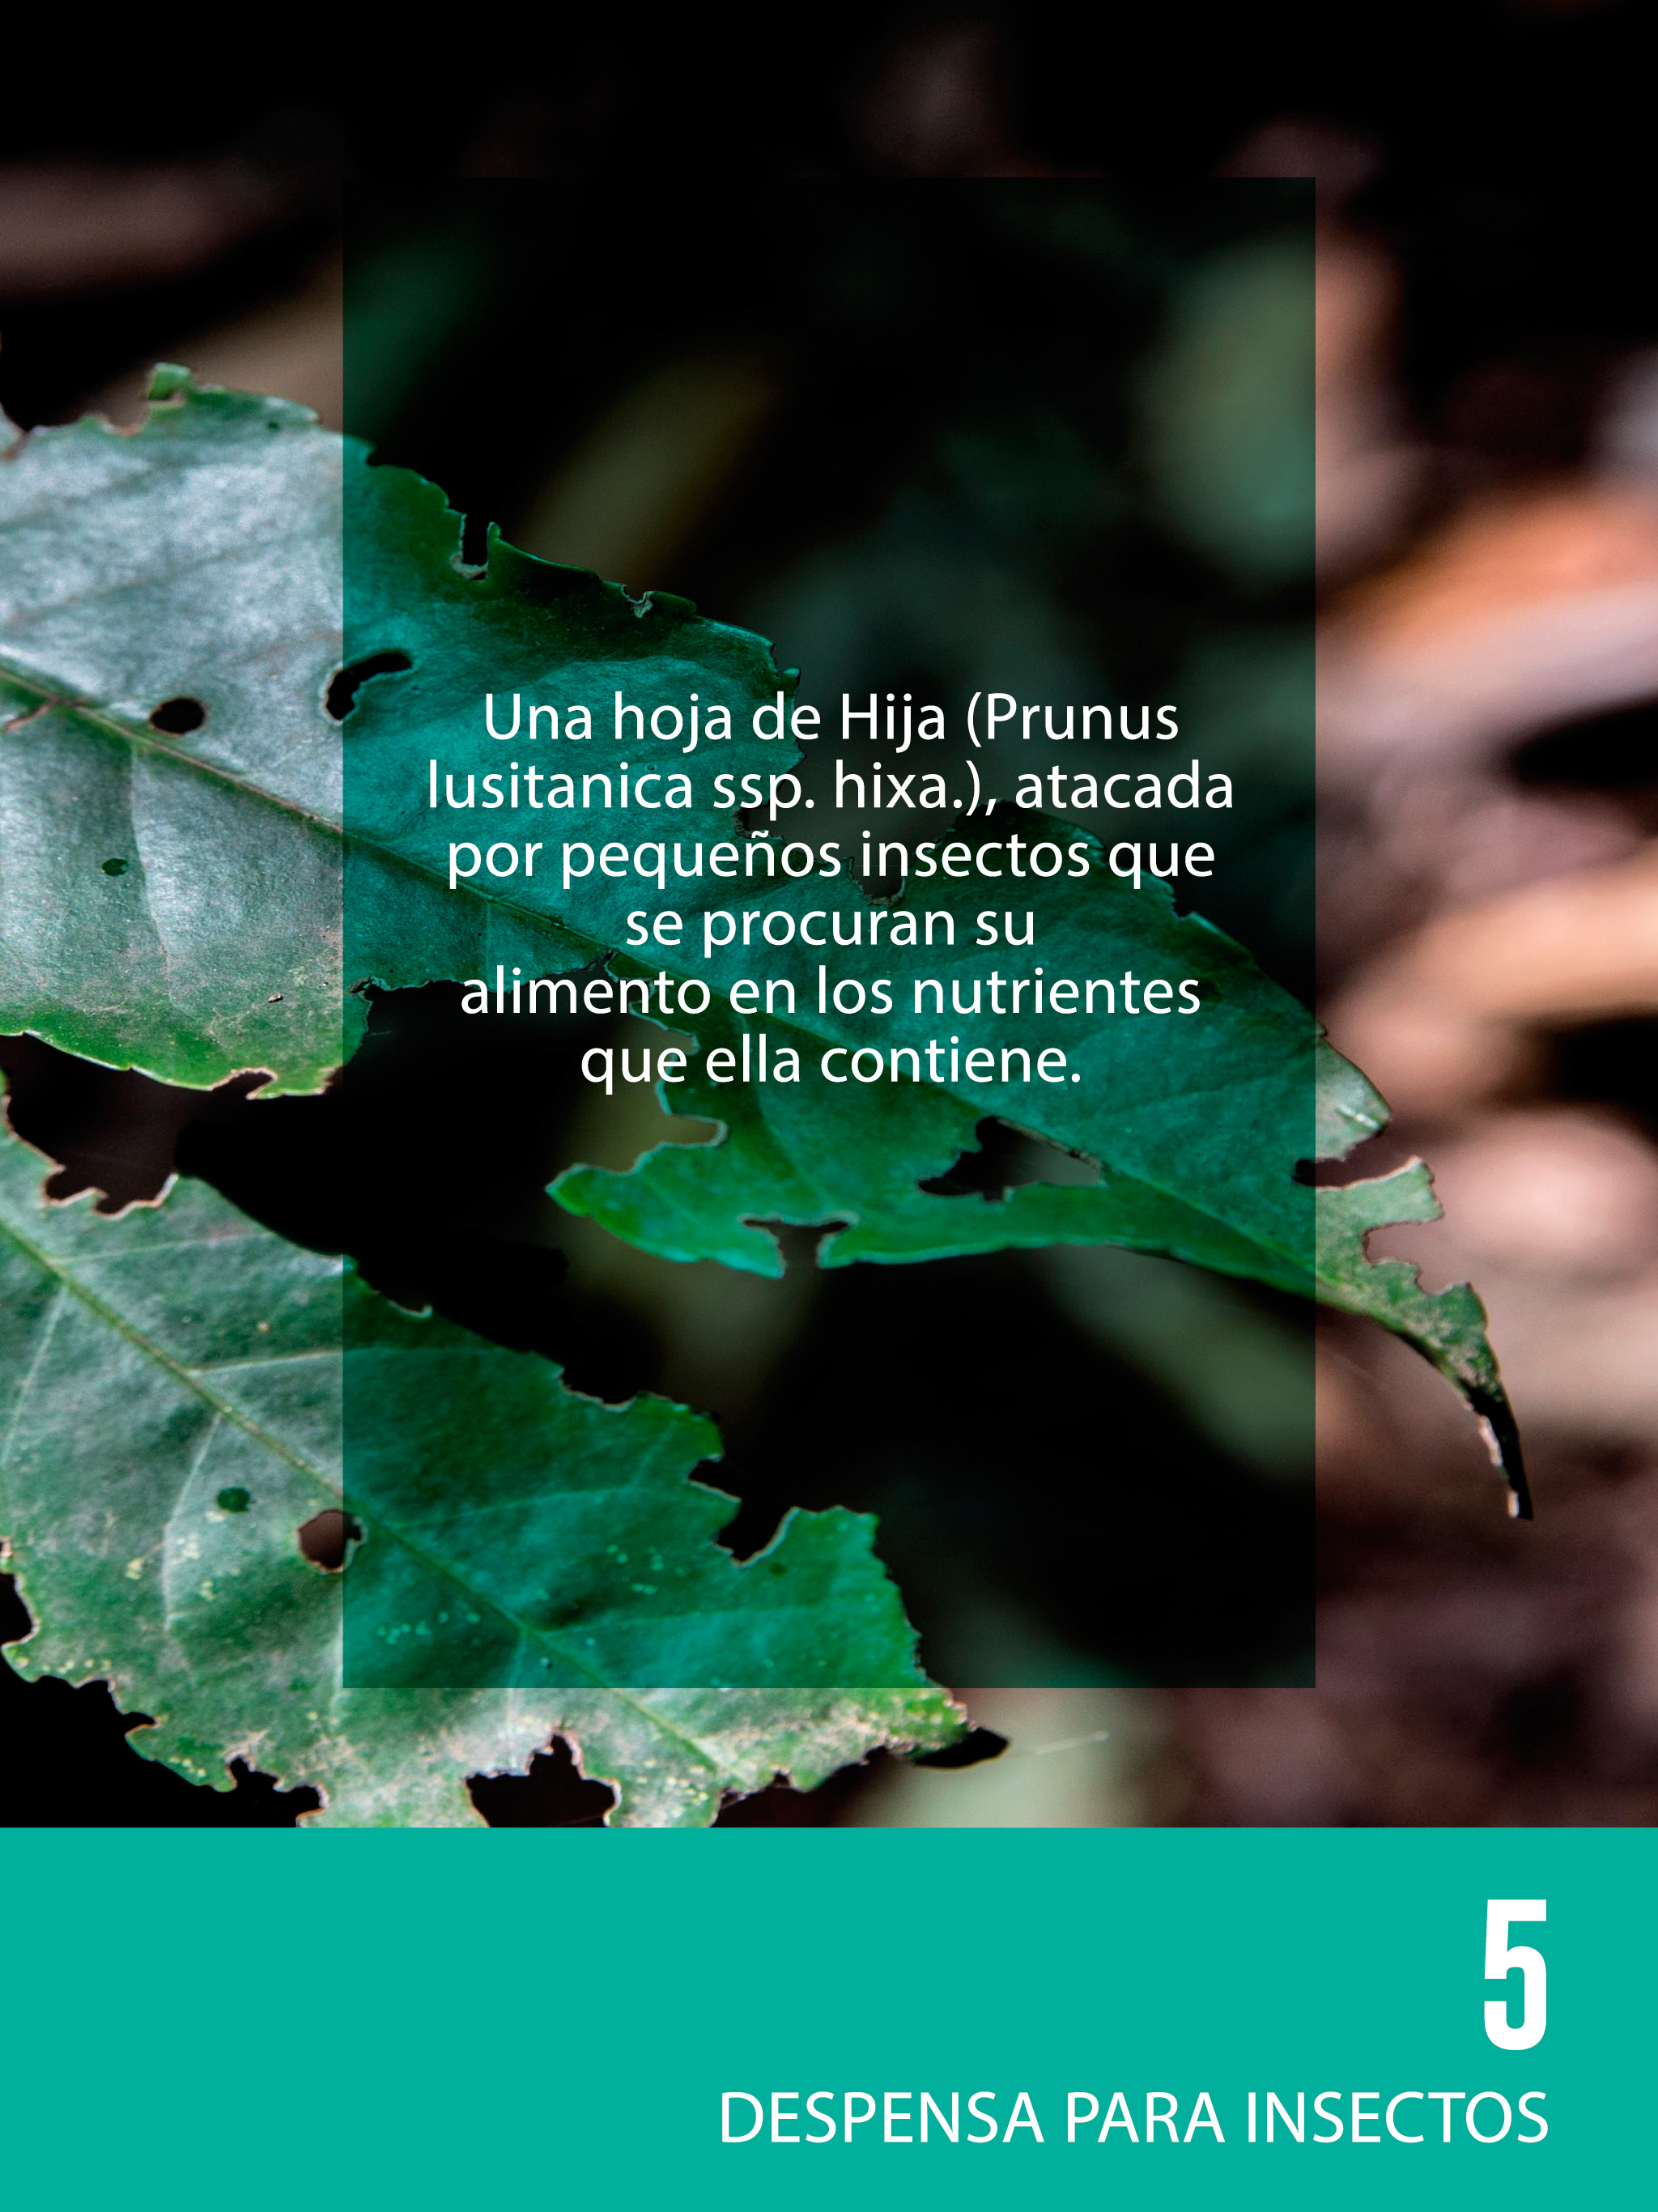 Una hoja de Hija (Prunus
lusitanica ssp. hixa.), atacada
por pequeños insectos que
se procuran su
alimento en los nutrientes
que ella contiene.
5
DESPENSA PARA INSECTOS